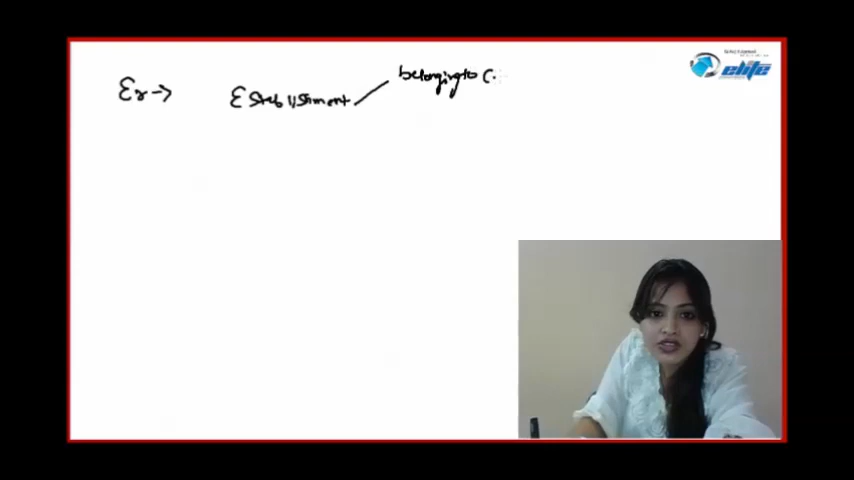 Er →
Establishment
belonging to C.
elite